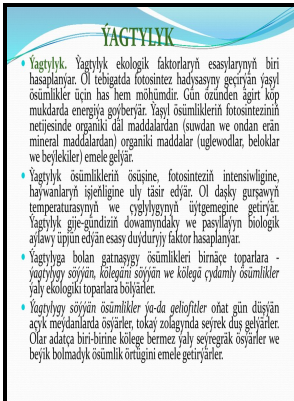 ÝAGTYLYK
Ýagtylyk. Ýagtylyk ekologik faktorlaryň esasylarynyň biri
hasaplanýar. Ol tebigatda fotosintez hadysasyny geçirýän ýaşyl
ösümlikler üçin has hem möhümdir. Gün özünden ägirt köp
mukdarda energiýa goýberýär. Ýaşyl ösümlikleriň fotosinteziniň
netijesinde organiki däl maddalardan (suwdan we ondan erän
mineral maddalardan) organiki maddalar (uglewodlar, beloklar
we beýlekiler) emele gelýär.
Ýagtylyk ösümlikleriň ösüşine, fotosinteziň intensiwligine,
haýwanlaryň işjeňligine uly täsir edýär. Ol daşky gurşawyň
temperaturasynyň we çyglylygynyň üýtgemegine getirýär.
Ýagtylyk gije-gündiziň dowamyndaky we pasyllaýyn biologik
aýlawy üpjün edýän esasy duýduryjy faktor hasaplanýar.
Ýagtylyga bolan gatnaşygy ösümlikleri birnäçe toparlara -
ýagtylygy söýýän, kölegäni söýýän we kölegä çydamly ösümlikler
ýaly ekologiki toparlara bölýärler.
Ýagtylygy söýýän ösümlikler ýa-da geliofitler oňat gün düşýän
açyk meýdanlarda ösýärler, tokaý zolagynda seýrek duş gelýärler.
Olar adatça biri-birine kölege bermez ýaly seýregräk ösýärler we
beýik bolmadyk ösümlik örtügini emele getirýärler.